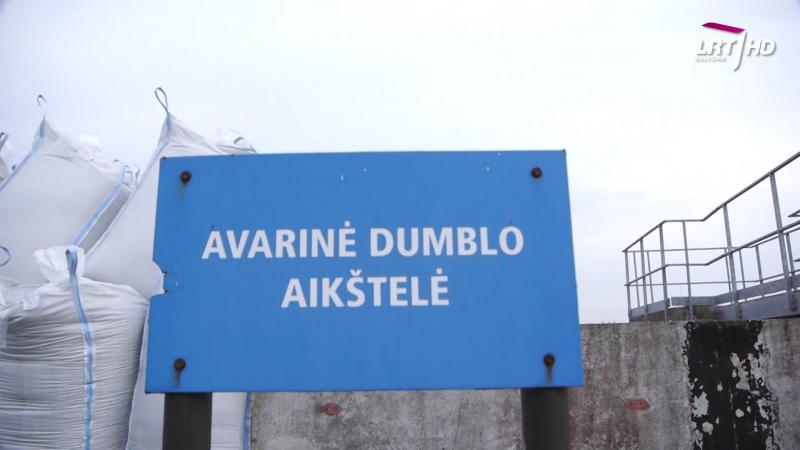 LRT HD
KULTŪRA
AVARINĖ DUMBLO
AIKŠTELĖ